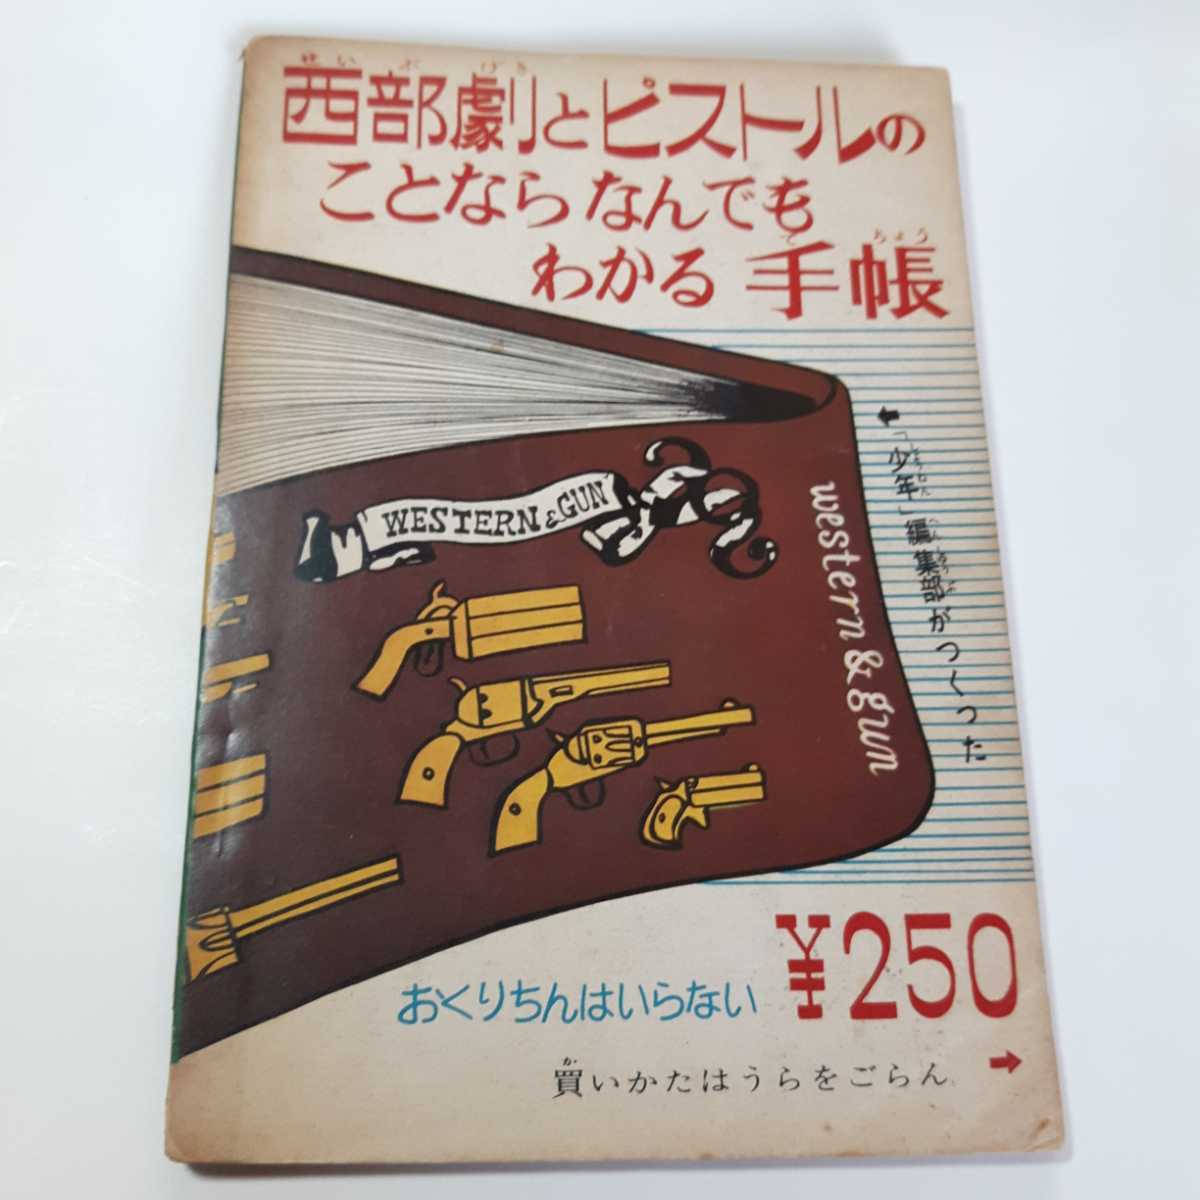 西部劇とピストルの
ことならなんでも
わかる手帳
WESTERN & GUN
western & gun
「少年」編集部がつくった
おくりちんはいらない
¥250
買いかたはうらをごらん